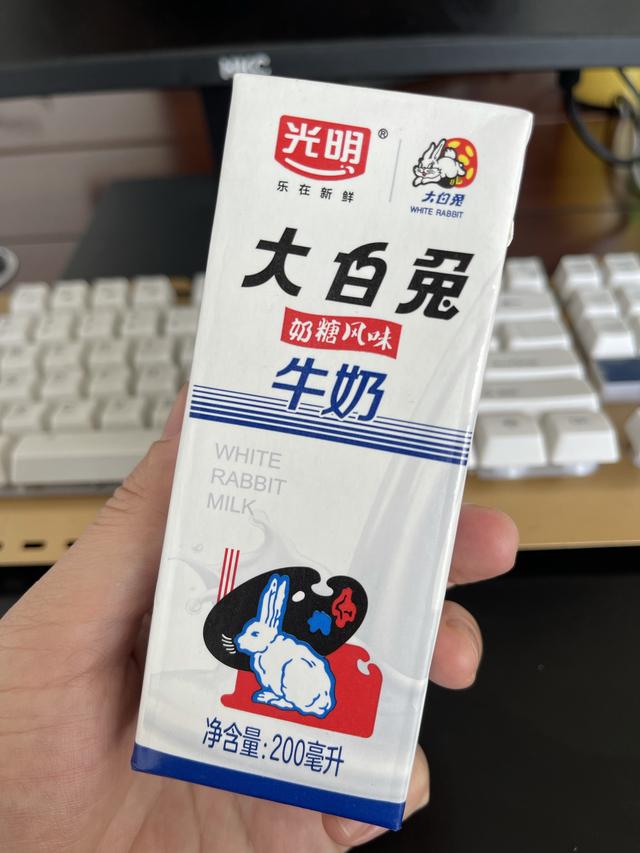 光明®
乐在新鲜
大白兔
WHITE RABBIT
大白兔
奶糖风味
牛奶
WHITE
RABBIT
MILK
净含量:200毫升